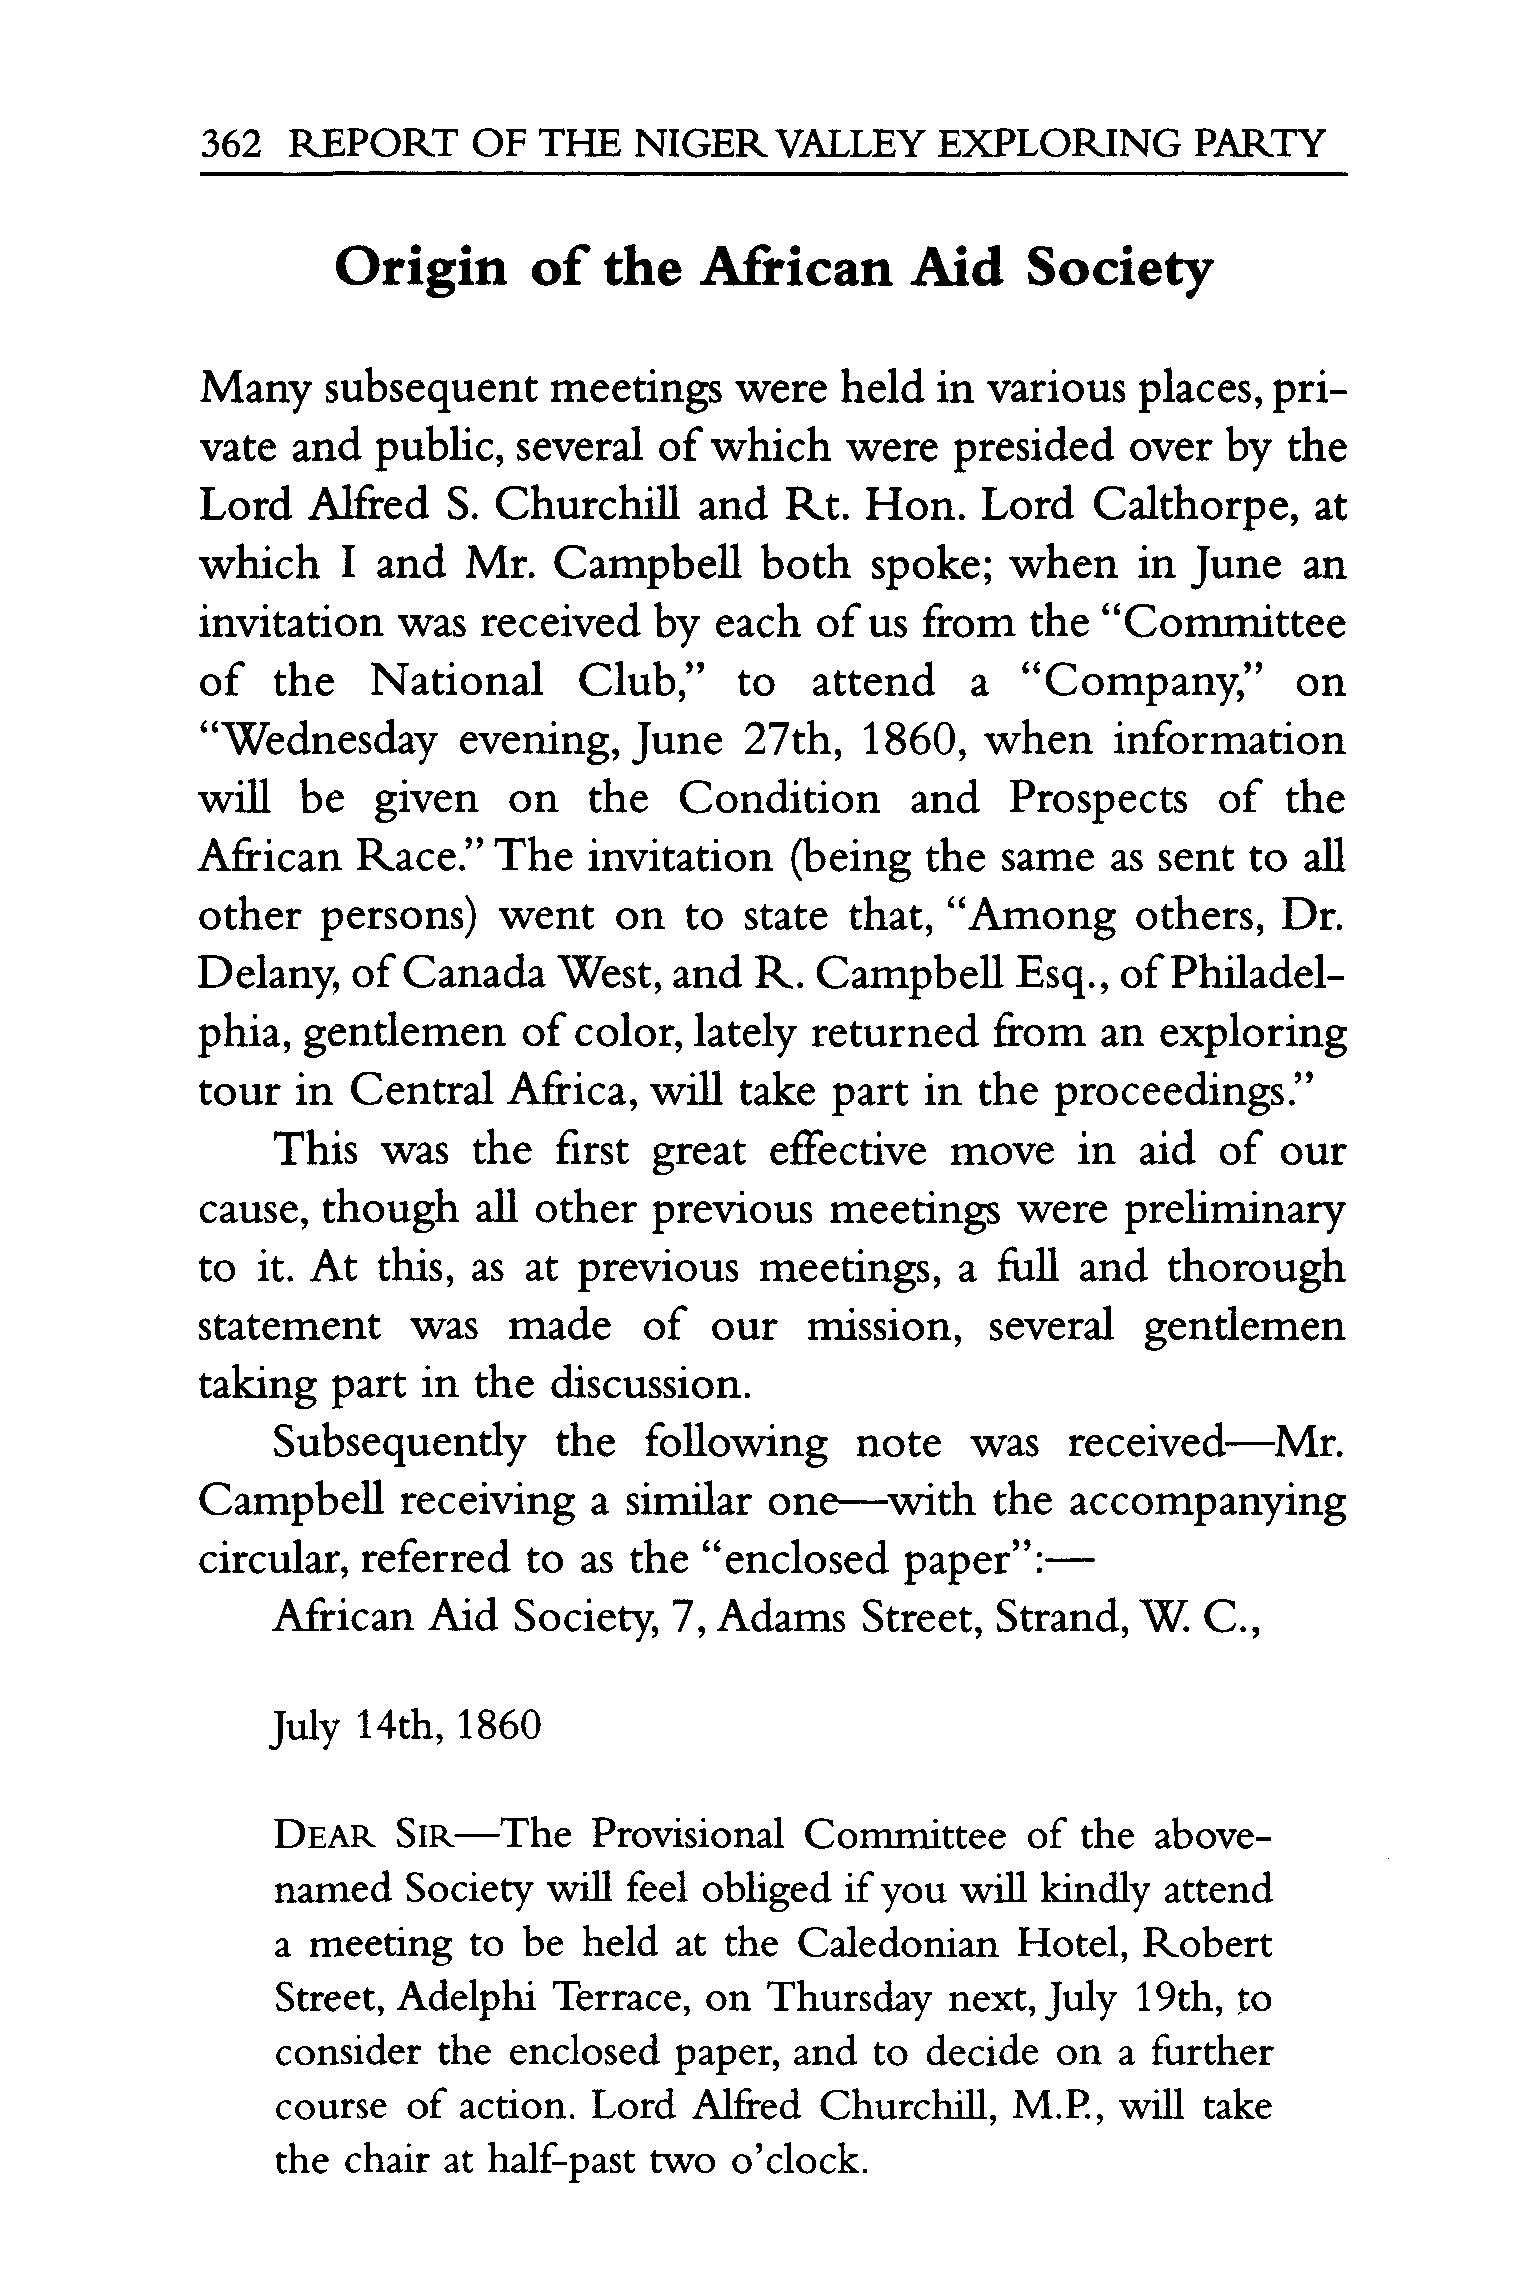 362 REPORT OF THE NIGER VALLEY EXPLORING PARTY
Origin of the African Aid Society
Many subsequent meetings were held in various places, pri-
vate and public, several of which were presided over by the
Lord Alfred S. Churchill and Rt. Hon. Lord Calthorpe, at
which I and Mr. Campbell both spoke; when in June an
invitation was received by each of us from the “Committee
of the National Club,” to attend a “Company,” on
“Wednesday evening, June 27th, 1860, when information
will be given on the Condition and Prospects of the
African Race.” The invitation (being the same as sent to all
other persons) went on to state that, “Among others, Dr.
Delany, of Canada West, and R. Campbell Esq., of Philadel-
phia, gentlemen of color, lately returned from an exploring
tour in Central Africa, will take part in the proceedings.”
This was the first great effective move in aid of our
cause, though all other previous meetings were preliminary
to it. At this, as at previous meetings, a full and thorough
statement was made of our mission, several gentlemen
taking part in the discussion.
Subsequently the following note was received—Mr.
Campbell receiving a similar one—with the accompanying
circular, referred to as the “enclosed paper”:—
African Aid Society, 7, Adams Street, Strand, W. C.,
July 14th, 1860
DEAR SIR—The Provisional Committee of the above-
named Society will feel obliged if you will kindly attend
a meeting to be held at the Caledonian Hotel, Robert
Street, Adelphi Terrace, on Thursday next, July 19th, to
consider the enclosed paper, and to decide on a further
course of action. Lord Alfred Churchill, M.P., will take
the chair at half-past two o’clock.